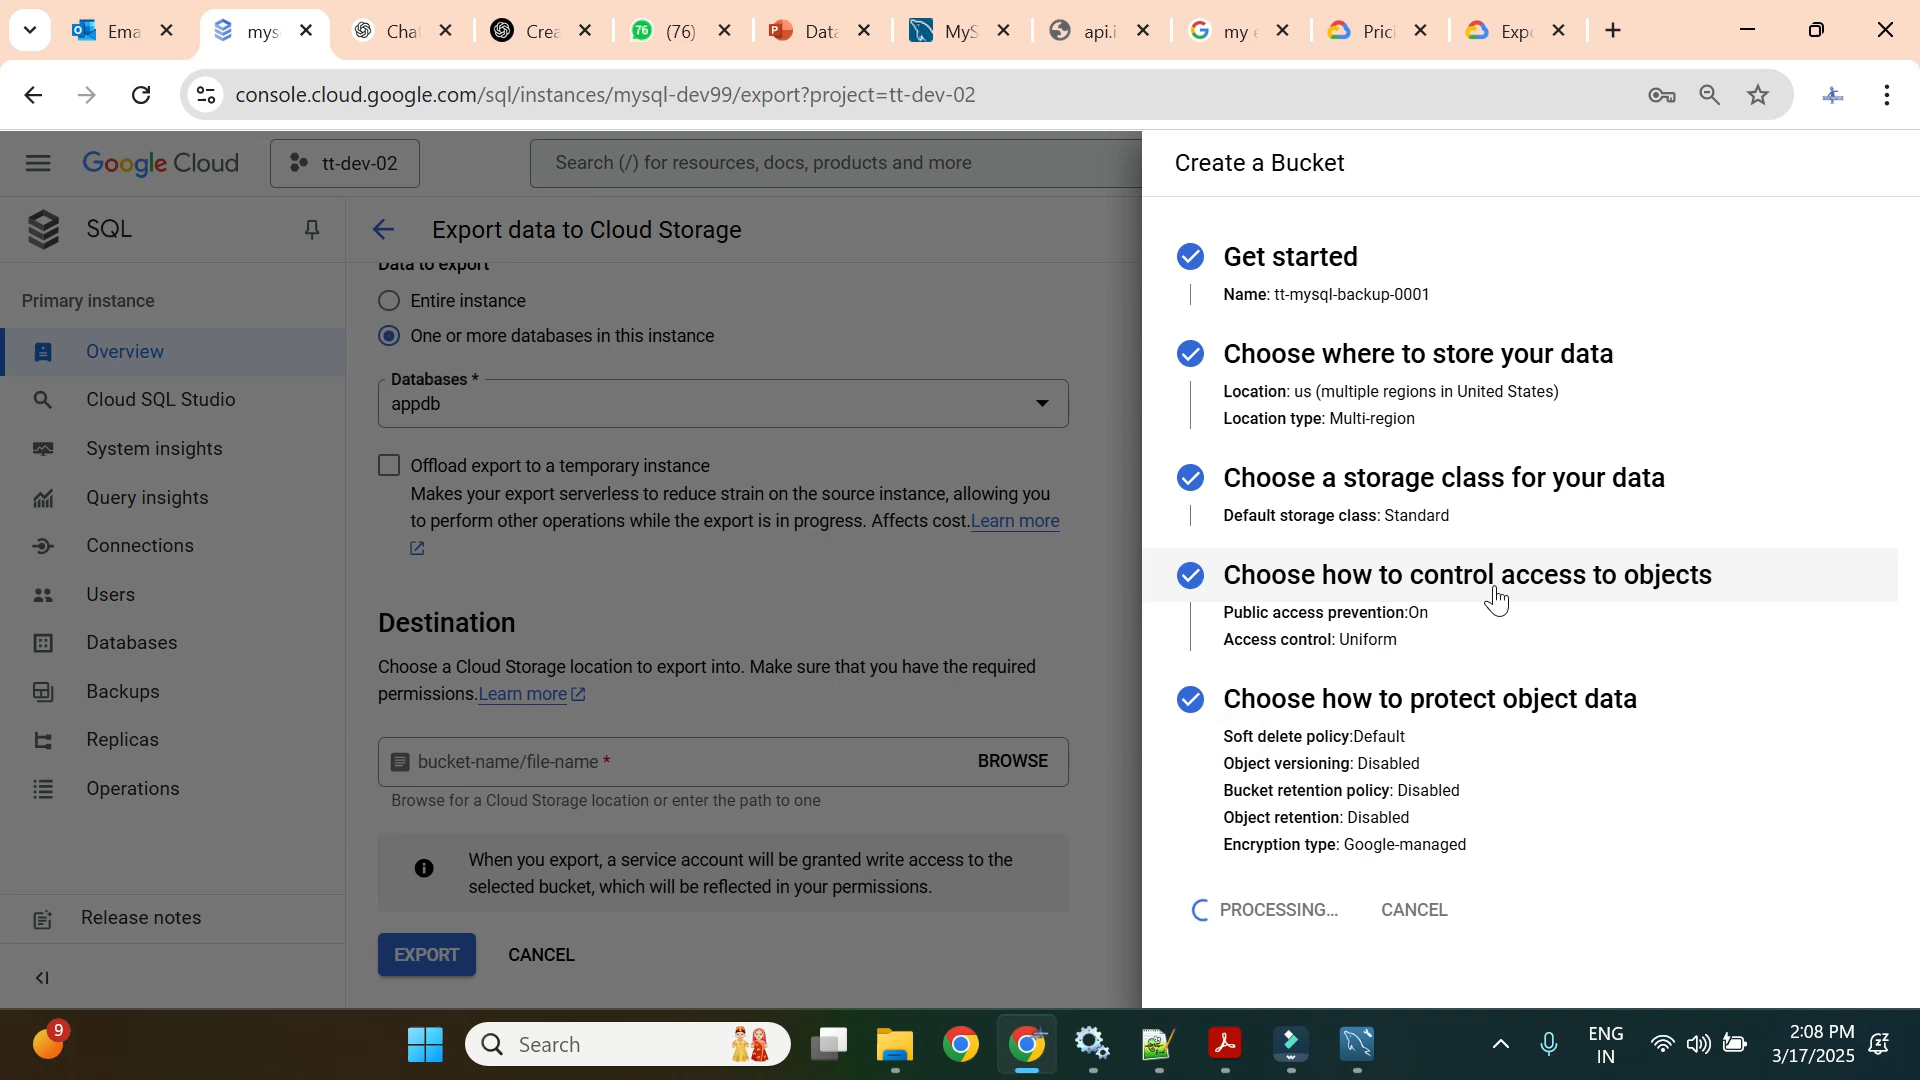 Ema
mys
Cha
Crea
76
(76)
Data
MyS
api.i
my e
Prici
Expo
console.cloud.google.com/sql/instances/mysql-dev99/export?project=tt-dev-02
Google Cloud
tt-dev-02
Search (/) for resources, docs, products and more
SQL
Primary instance
Overview
Cloud SQL Studio
System insights
Query insights
Connections
Users
Databases
Backups
Replicas
Operations
Release notes
Export data to Cloud Storage
Data to export
Entire instance
One or more databases in this instance
Databases *
appdb
Offload export to a temporary instance
Makes your export serverless to reduce strain on the source instance, allowing you
to perform other operations while the export is in progress. Affects cost.Learn more
Destination
Choose a Cloud Storage location to export into. Make sure that you have the required
permissions.Learn more
bucket-name/file-name *
BROWSE
Browse for a Cloud Storage location or enter the path to one
When you export, a service account will be granted write access to the
selected bucket, which will be reflected in your permissions.
EXPORT
CANCEL
Create a Bucket
Get started
Name: tt-mysql-backup-0001
Choose where to store your data
Location: us (multiple regions in United States)
Location type: Multi-region
Choose a storage class for your data
Default storage class: Standard
Choose how to control access to objects
Public access prevention:On
Access control: Uniform
Choose how to protect object data
Soft delete policy:Default
Object versioning: Disabled
Bucket retention policy: Disabled
Object retention: Disabled
Encryption type: Google-managed
PROCESSING...
CANCEL
9
Search
ENG
IN
2:08 PM
3/17/2025